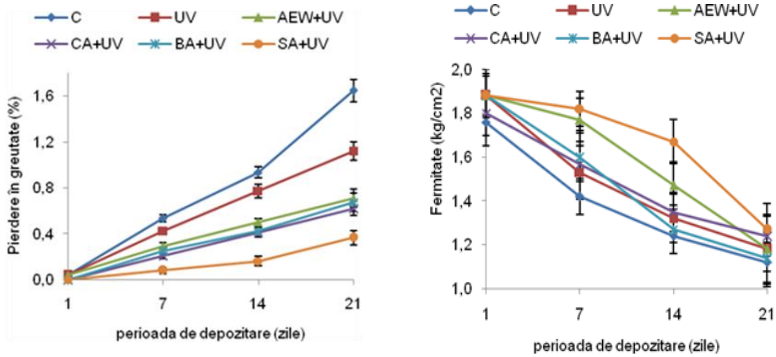 C UV AEW+UV
CA+UV BA+UV SA+UV
Pierdere în greutate (%)
1,6
1,2
0,8
0,4
0,0
1 7 14 21
perioada de depozitare (zile)
C UV AEW+UV
CA+UV BA+UV SA+UV
Fermitate (kg/cm2)
2,0
1,8
1,6
1,4
1,2
1,0
1 7 14 21
perioada de depozitare (zile)